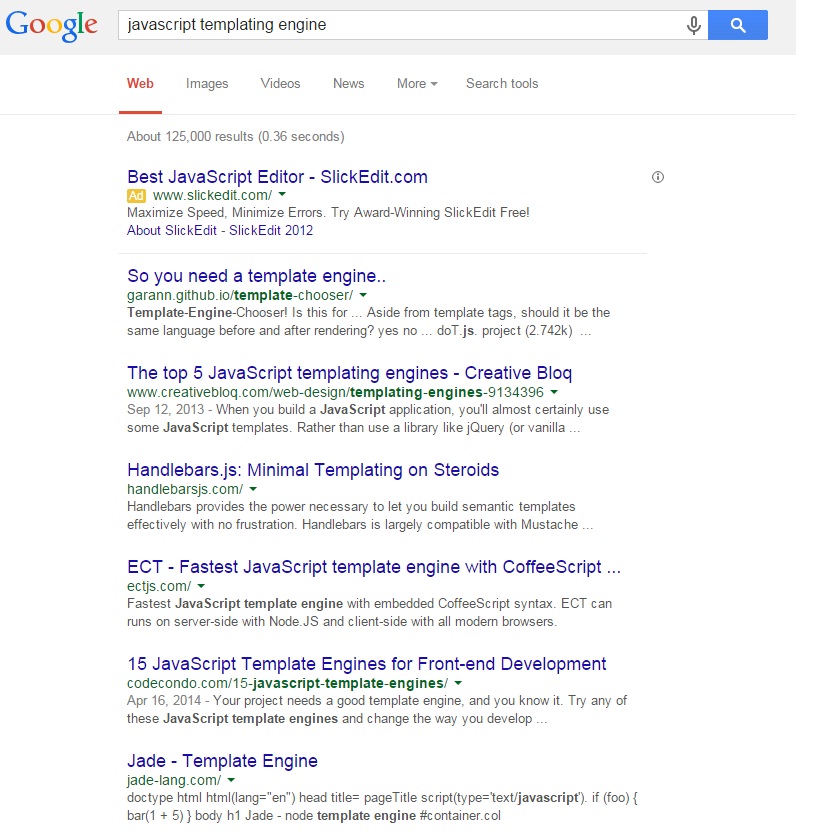 Google
javascript templating engine
Web Images Videos News More Search tools
About 125,000 results (0.36 seconds)
Best JavaScript Editor - SlickEdit.com
Ad www.slickedit.com/
Maximize Speed, Minimize Errors. Try Award-Winning SlickEdit Free!
About SlickEdit - SlickEdit 2012
So you need a template engine..
garann.github.io/template-chooser/
Template-Engine-Chooser! Is this for ... Aside from template tags, should it be the
same language before and after rendering? yes no ... doT.js. project (2.742k) ...
The top 5 JavaScript templating engines - Creative Bloq
www.creativebloq.com/web-design/templating-engines-9134396
Sep 12, 2013 - When you build a JavaScript application, you'll almost certainly use
some JavaScript templates. Rather than use a library like jQuery (or vanilla ...
Handlebars.js: Minimal Templating on Steroids
handlebarsjs.com/
Handlebars provides the power necessary to let you build semantic templates
effectively with no frustration. Handlebars is largely compatible with Mustache ...
ECT - Fastest JavaScript template engine with CoffeeScript ...
ectjs.com/
Fastest JavaScript template engine with embedded CoffeeScript syntax. ECT can
runs on server-side with Node.JS and client-side with all modern browsers.
15 JavaScript Template Engines for Front-end Development
codecondo.com/15-javascript-template-engines/
Apr 16, 2014 - Your project needs a good template engine, and you know it. Try any of
these JavaScript template engines and change the way you develop ...
Jade - Template Engine
jade-lang.com/
doctype html html(lang="en") head title= pageTitle script(type='text/javascript'). if (foo) {
bar(1 + 5) } body h1 Jade - node template engine #container.col